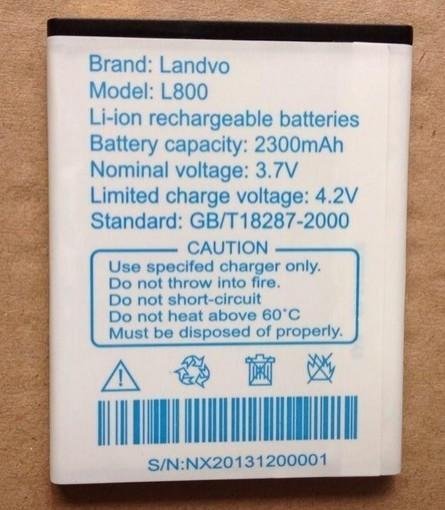 Brand: Landvo
Model: L800
Li-ion rechargeable batteries
Battery capacity: 2300mAh
Nominal voltage: 3.7V
Limited charge voltage: 4.2V
Standard: GB/T18287-2000
CAUTION
Use specifed charger only.
Do not throw into fire.
Do not short-circuit
Do not heat above 60°C
Must be disposed of properly.
S/N:NX20131200001